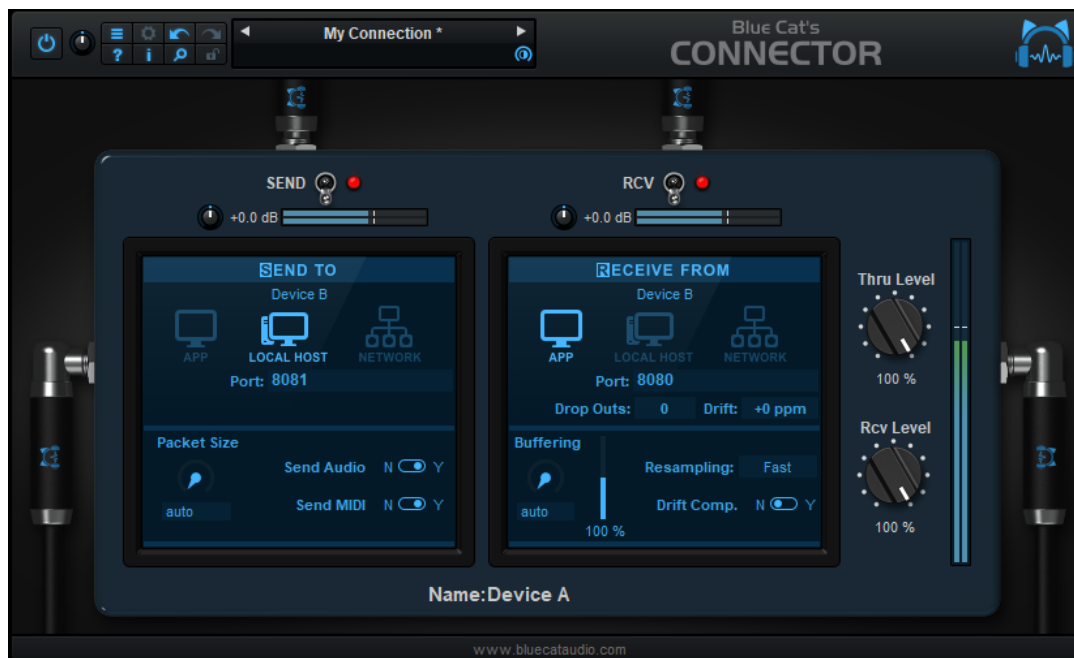 My Connection *
Blue Cat's
CONNECTOR
? i
SEND
RCV
+0.0 dB
+0.0 dB
SEND TO
Device B
APP
LOCAL HOST
NETWORK
Port: 8081
Packet Size
auto
Send Audio N Y
Send MIDI N Y
RECEIVE FROM
Device B
APP
LOCAL HOST
NETWORK
Port: 8080
Drop Outs: 0 Drift: +0 ppm
Buffering
auto
100 %
Resampling: Fast
Drift Comp. N Y
Thru Level
100 %
Rcv Level
100 %
Name:Device A
www.bluecataudio.com